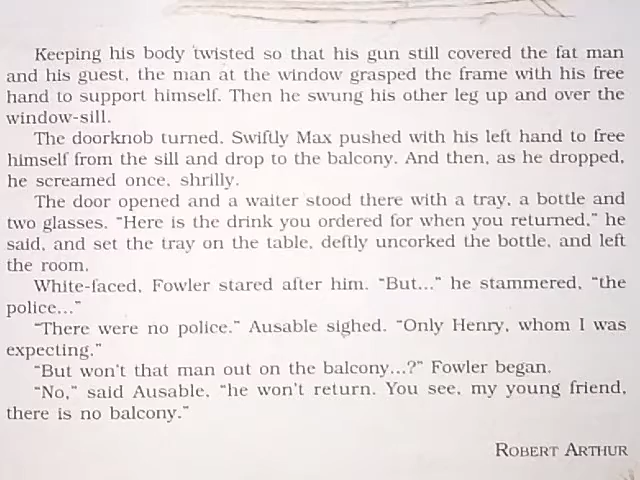 Keeping his body twisted so that his gun still covered the fat man
and his guest, the man at the window grasped the frame with his free
hand to support himself. Then he swung his other leg up and over the
window-sill.
The doorknob turned. Swiftly Max pushed with his left hand to free
himself from the sill and drop to the balcony. And then, as he dropped,
he screamed once, shrilly.
The door opened and a waiter stood there with a tray, a bottle and
two glasses. "Here is the drink you ordered for when you returned," he
said, and set the tray on the table, deftly uncorked the bottle, and left
the room.
White-faced, Fowler stared after him. "But..." he stammered, "the
police..."
"There were no police." Ausable sighed. "Only Henry, whom I was
expecting."
"But won't that man out on the balcony...?" Fowler began.
"No," said Ausable, "he won't return. You see, my young friend,
there is no balcony."
ROBERT ARTHUR